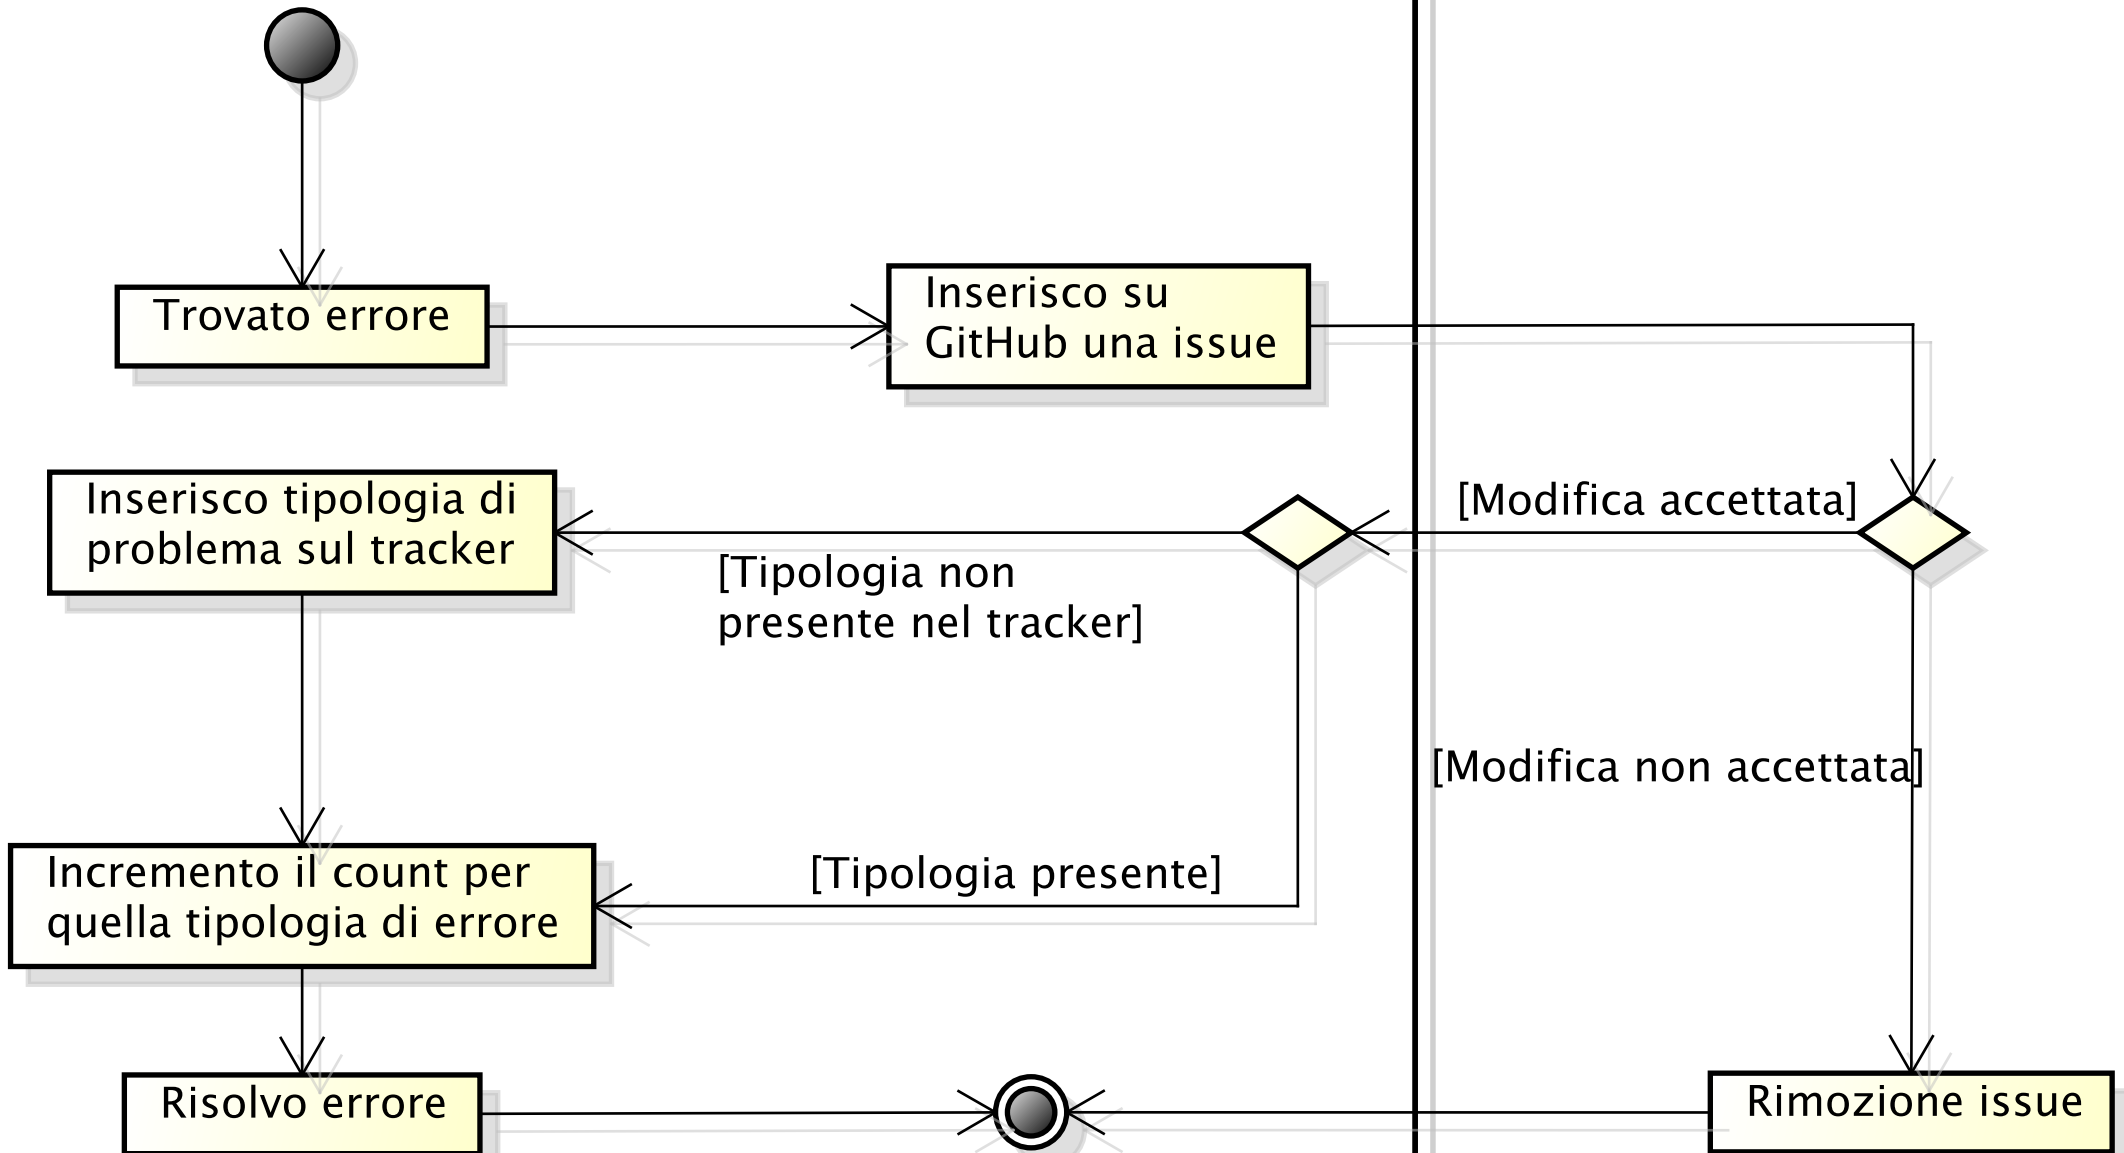 Trovato errore
Inserisco su
GitHub una issue
Inserisco tipologia di
problema sul tracker
[Modifica accettata]
[Tipologia non
presente nel tracker]
[Modifica non accettata]
Incremento il count per
quella tipologia di errore
[Tipologia presente]
Risolvo errore
Rimozione issue